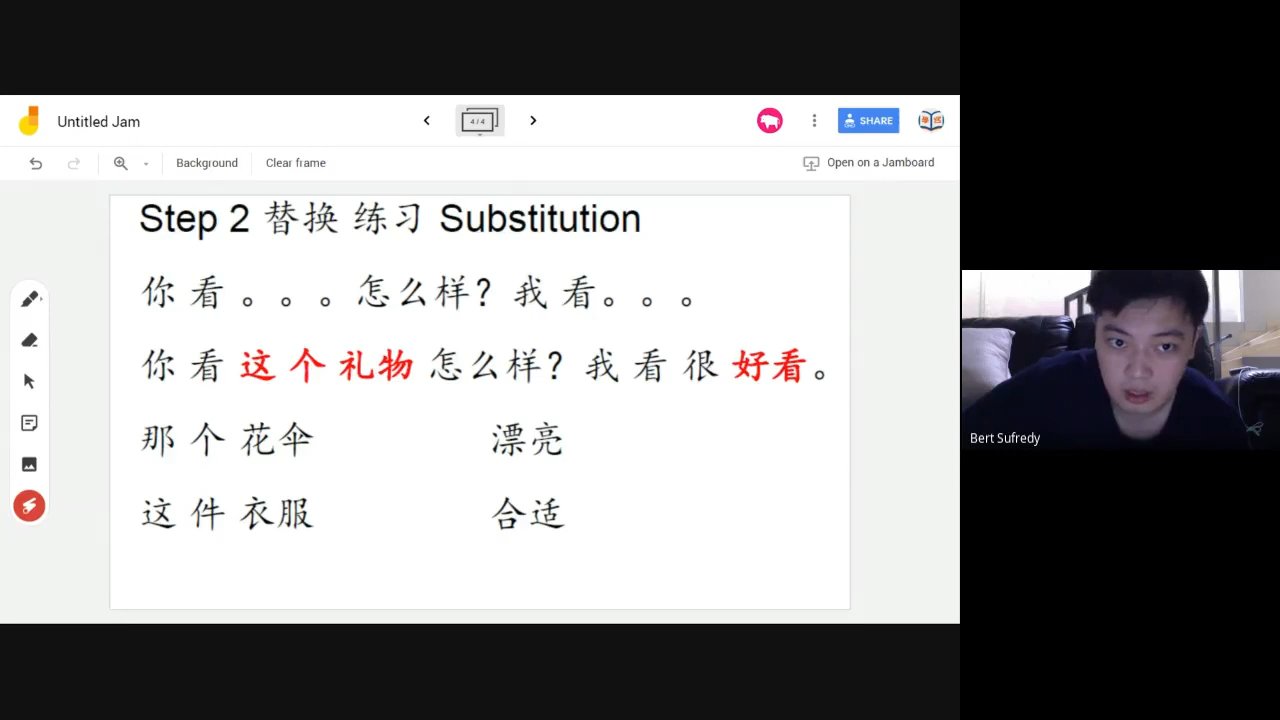 Untitled Jam
4 / 4
SHARE
Background
Clear frame
Open on a Jamboard
Step 2 替换 练习 Substitution
你 看 。。。怎么样？我 看。。。
你 看 这 个 礼物 怎么样？我 看 很 好看。
那 个 花伞 漂亮
这 件 衣服 合适
Bert Sufredy